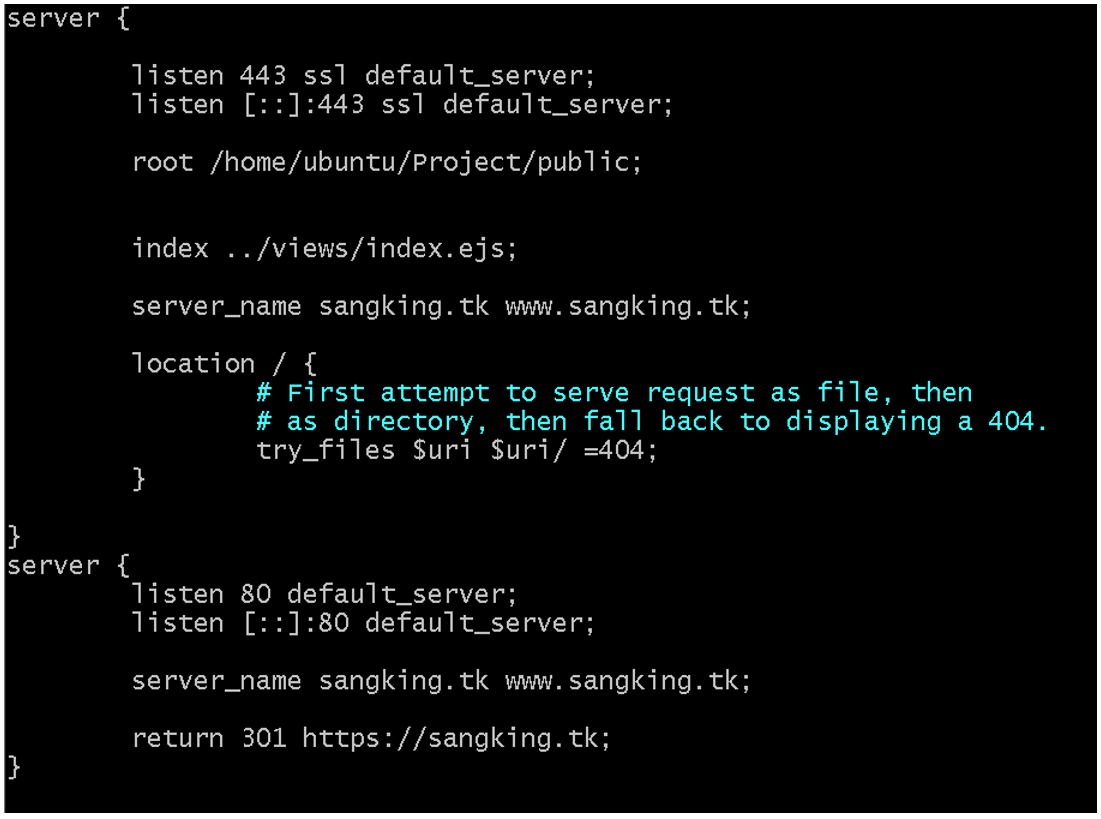 server {
listen 443 ssl default_server;
listen [::]:443 ssl default_server;
root /home/ubuntu/Project/public;
index ../views/index.ejs;
server_name sangking.tk www.sangking.tk;
location / {
# First attempt to serve request as file, then
# as directory, then fall back to displaying a 404.
try_files $uri $uri/ =404;
}
}
server {
listen 80 default_server;
listen [::]:80 default_server;
server_name sangking.tk www.sangking.tk;
return 301 https://sangking.tk;
}